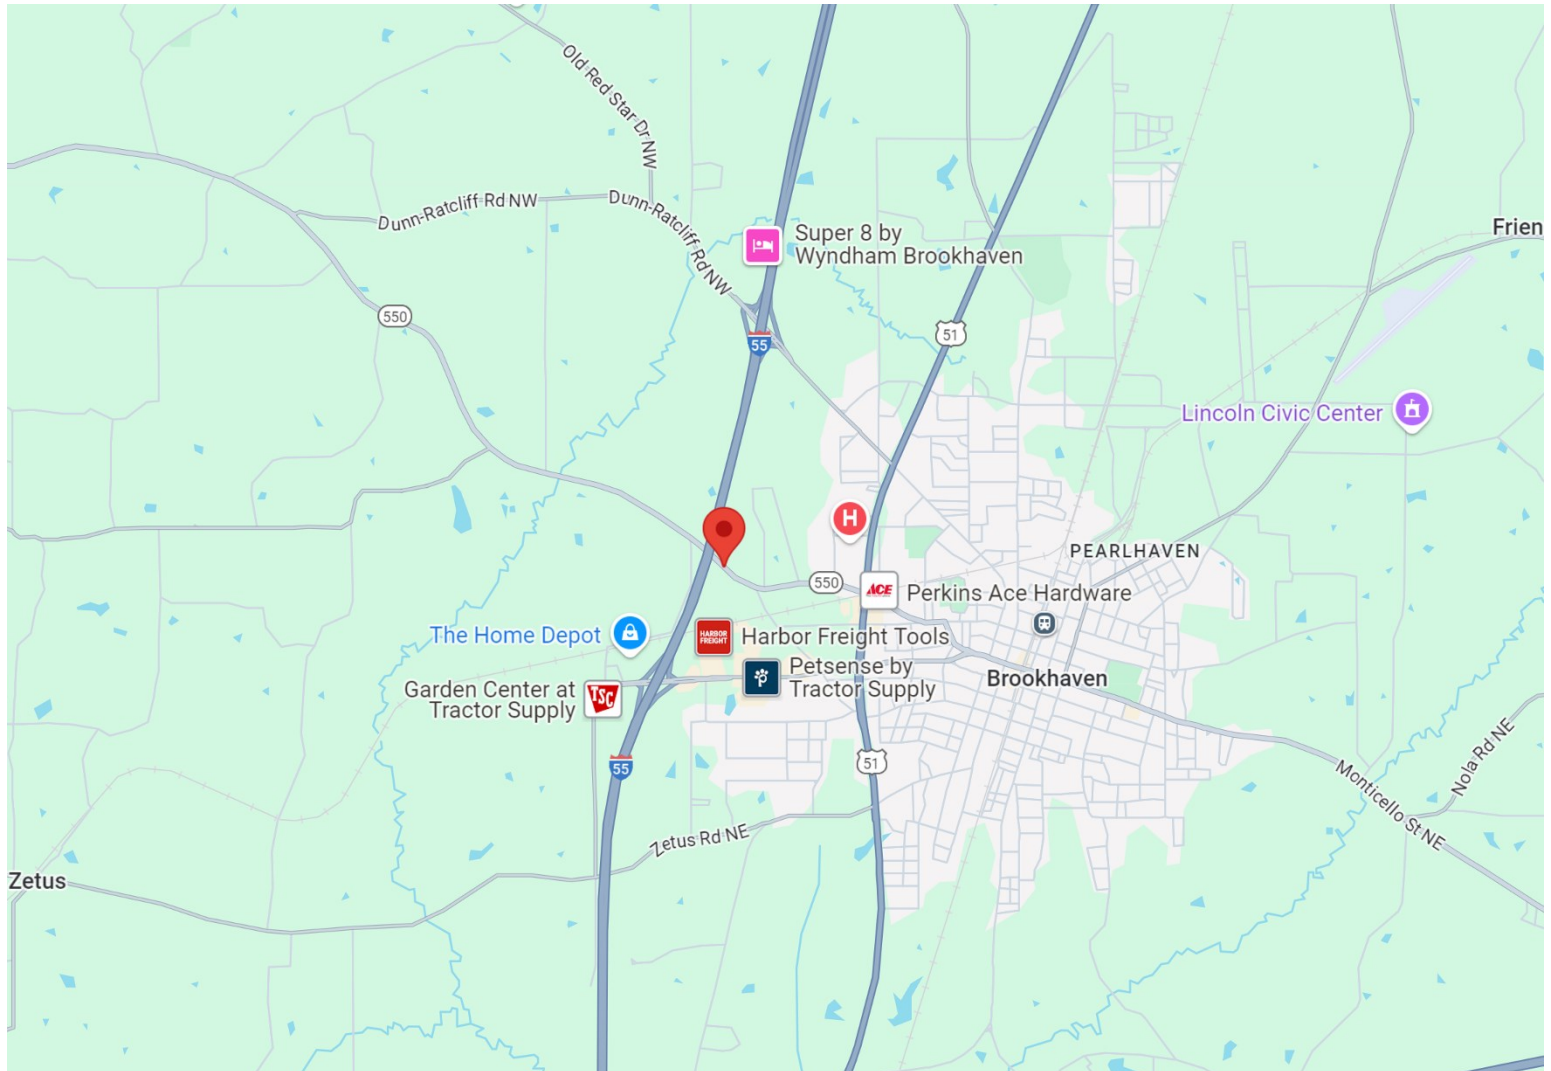 Old Red Star Dr NW
Dunn-Ratcliff Rd NW
Dunn-Ratcliff Rd NW
Super 8 by
Wyndham Brookhaven
Frien
550
55
51
Lincoln Civic Center
H
PEARLHAVEN
550
ACE
Perkins Ace Hardware
The Home Depot
HARBOR
FREIGHT
Harbor Freight Tools
Petsense by
Tractor Supply
Brookhaven
Garden Center at
Tractor Supply
TSC
p
55
51
Nola Rd NE
Monticello St NE
Zetus Rd NE
Zetus